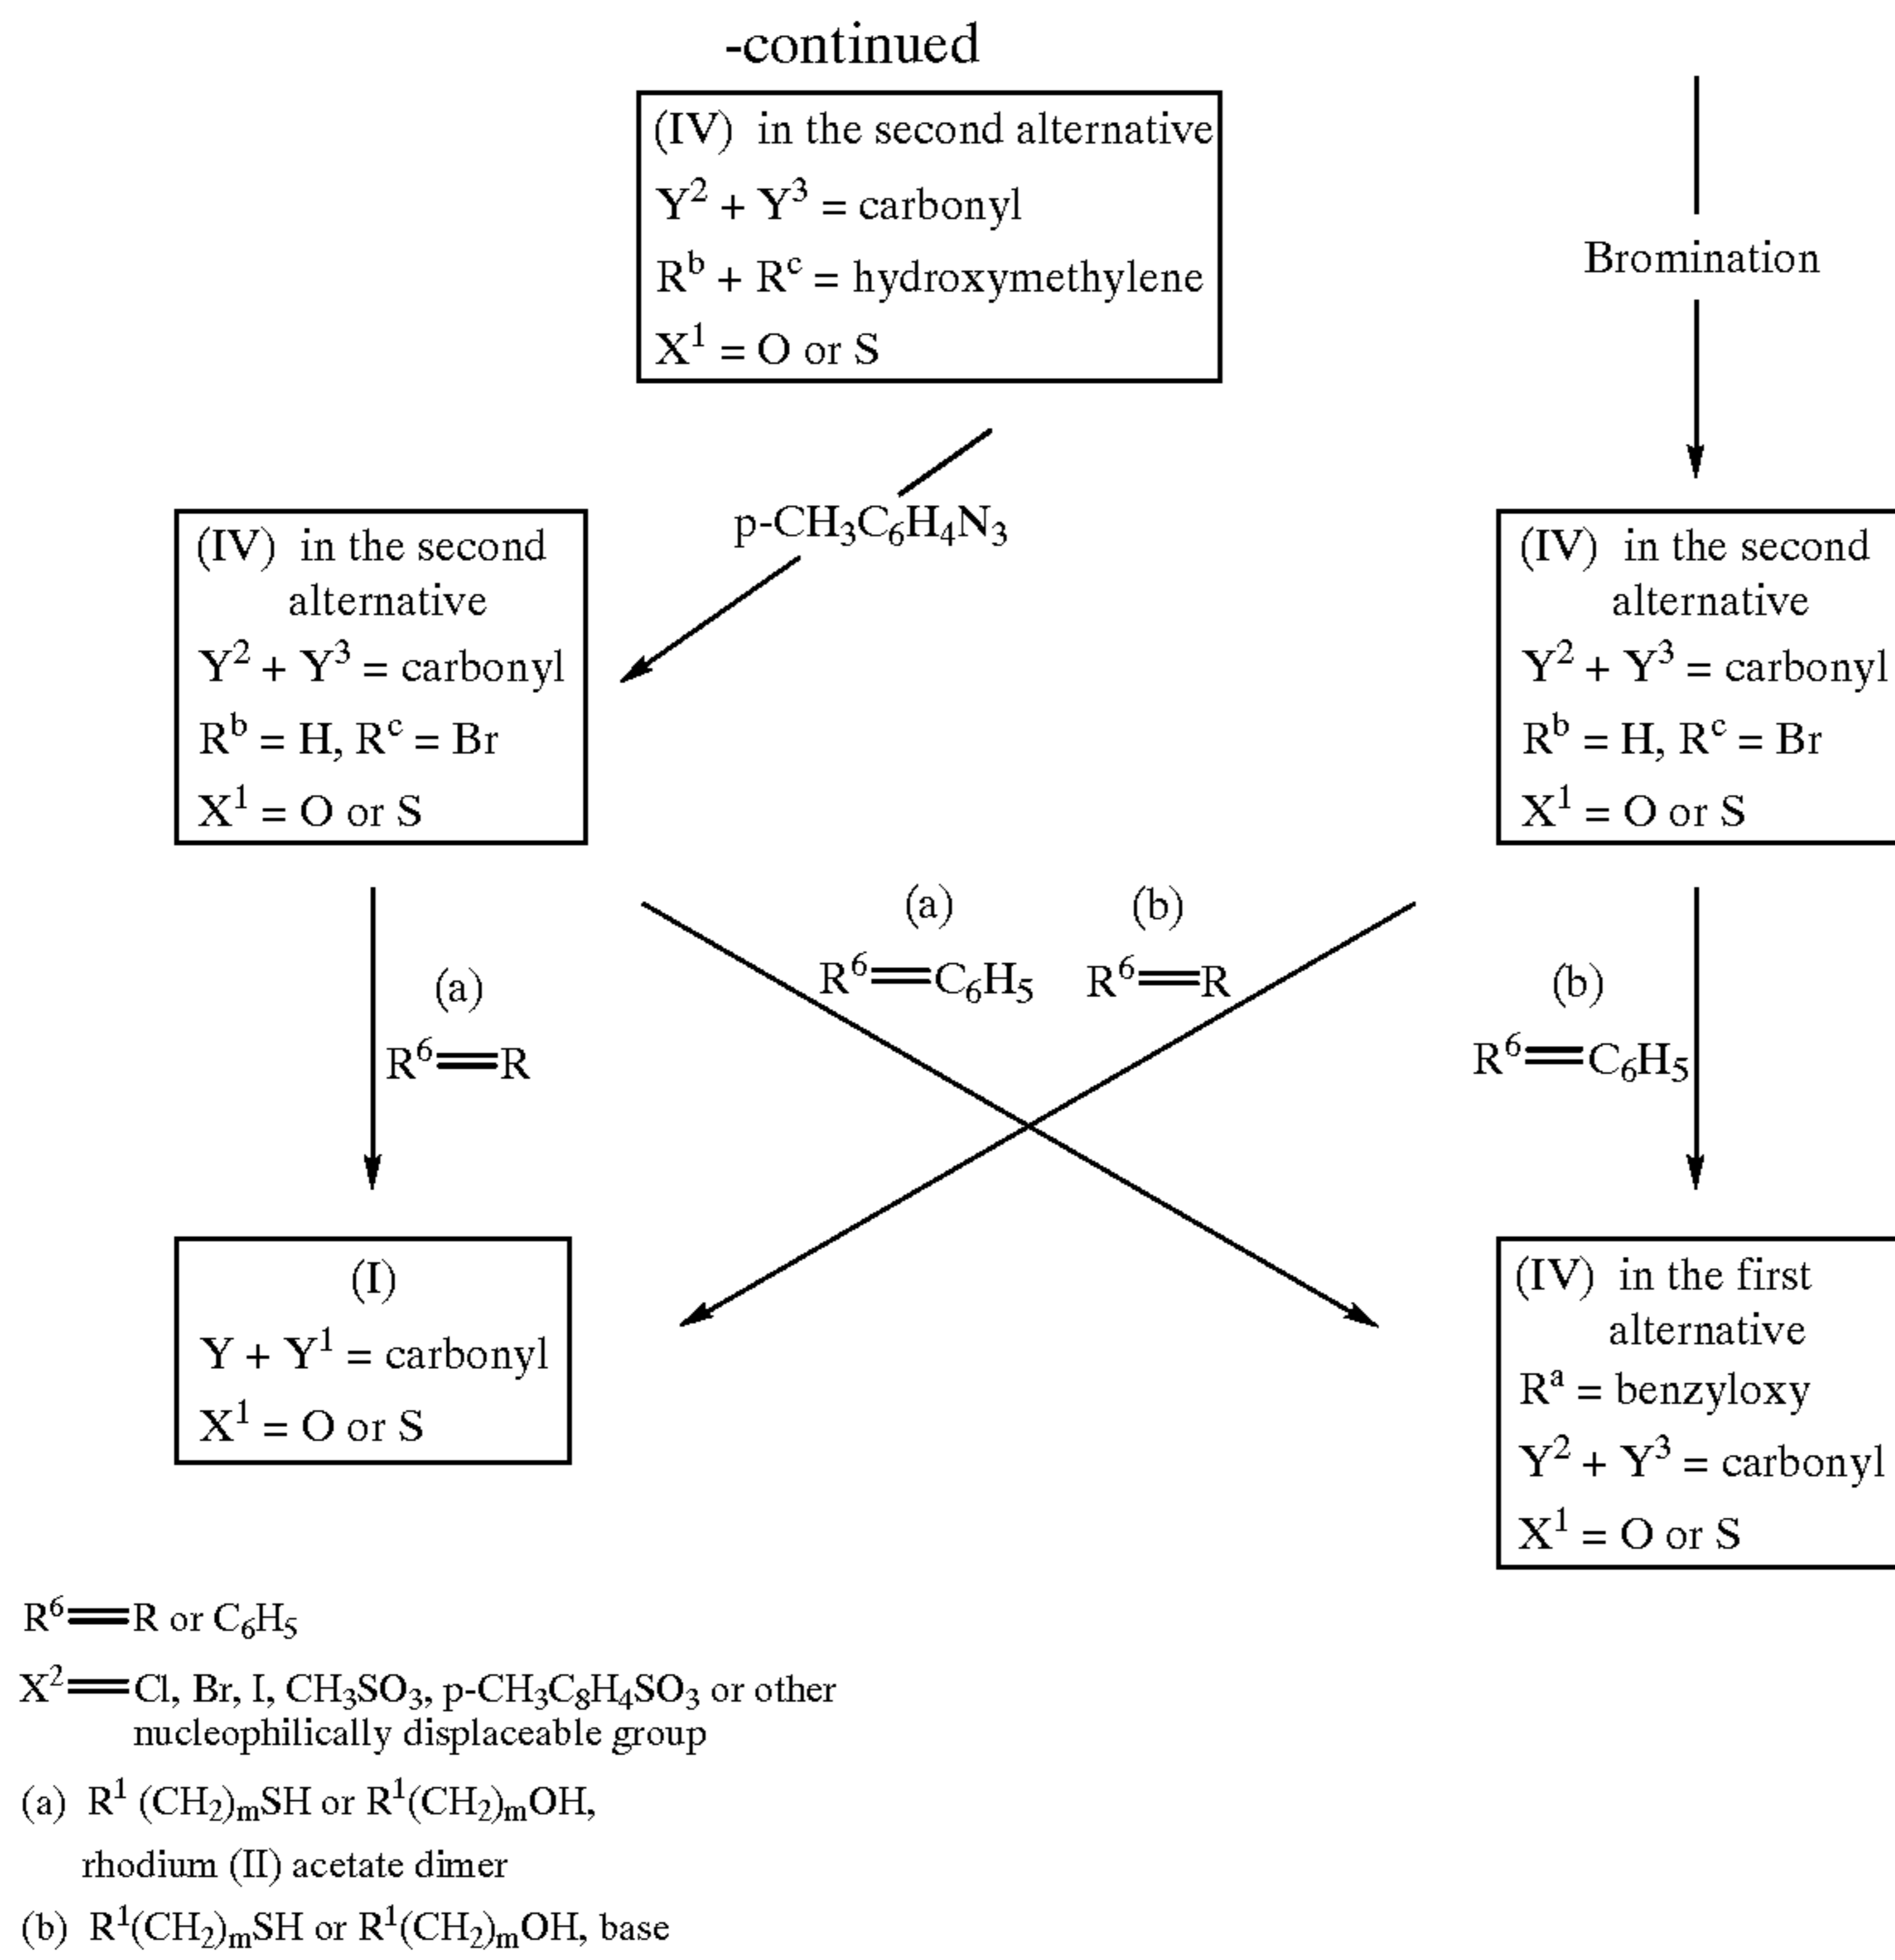 -continued
(IV) in the second alternative
Y² + Y³ = carbonyl
Rᵇ + Rᶜ = hydroxymethylene
X¹ = O or S
Bromination
p-CH₃C₆H₄N₃
(IV) in the second
alternative
Y² + Y³ = carbonyl
Rᵇ = H, Rᶜ = Br
X¹ = O or S
(IV) in the second
alternative
Y² + Y³ = carbonyl
Rᵇ = H, Rᶜ = Br
X¹ = O or S
(a)
R⁶═R
(a)
R⁶═C₆H₅
(b)
R⁶═R
(b)
R⁶═C₆H₅
(I)
Y + Y¹ = carbonyl
X¹ = O or S
(IV) in the first
alternative
Rᵃ = benzyloxy
Y² + Y³ = carbonyl
X¹ = O or S
R⁶═R or C₆H₅
X²═Cl, Br, I, CH₃SO₃, p-CH₃C₈H₄SO₃ or other
nucleophilically displaceable group
(a) R¹ (CH₂)ₘSH or R¹(CH₂)ₘOH,
rhodium (II) acetate dimer
(b) R¹(CH₂)ₘSH or R¹(CH₂)ₘOH, base